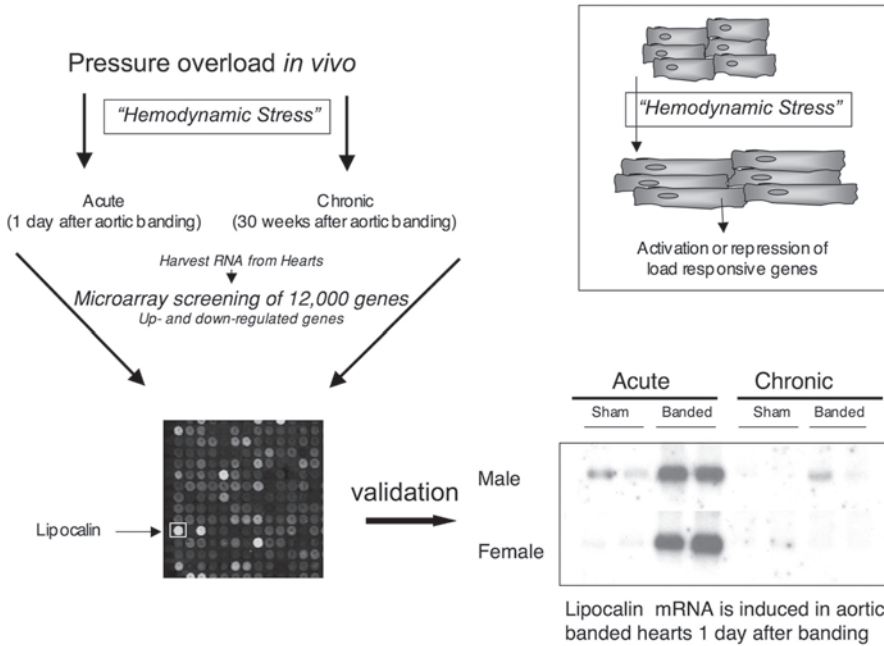 Pressure overload in vivo
"Hemodynamic Stress"
Acute
(1 day after aortic banding)
Chronic
(30 weeks after aortic banding)
Harvest RNA from Hearts
Microarray screening of 12,000 genes
Up- and down-regulated genes
Lipocalin
validation
"Hemodynamic Stress"
Activation or repression of
load responsive genes
Acute
Chronic
Sham
Banded
Sham
Banded
Male
Female
Lipocalin mRNA is induced in aortic
banded hearts 1 day after banding